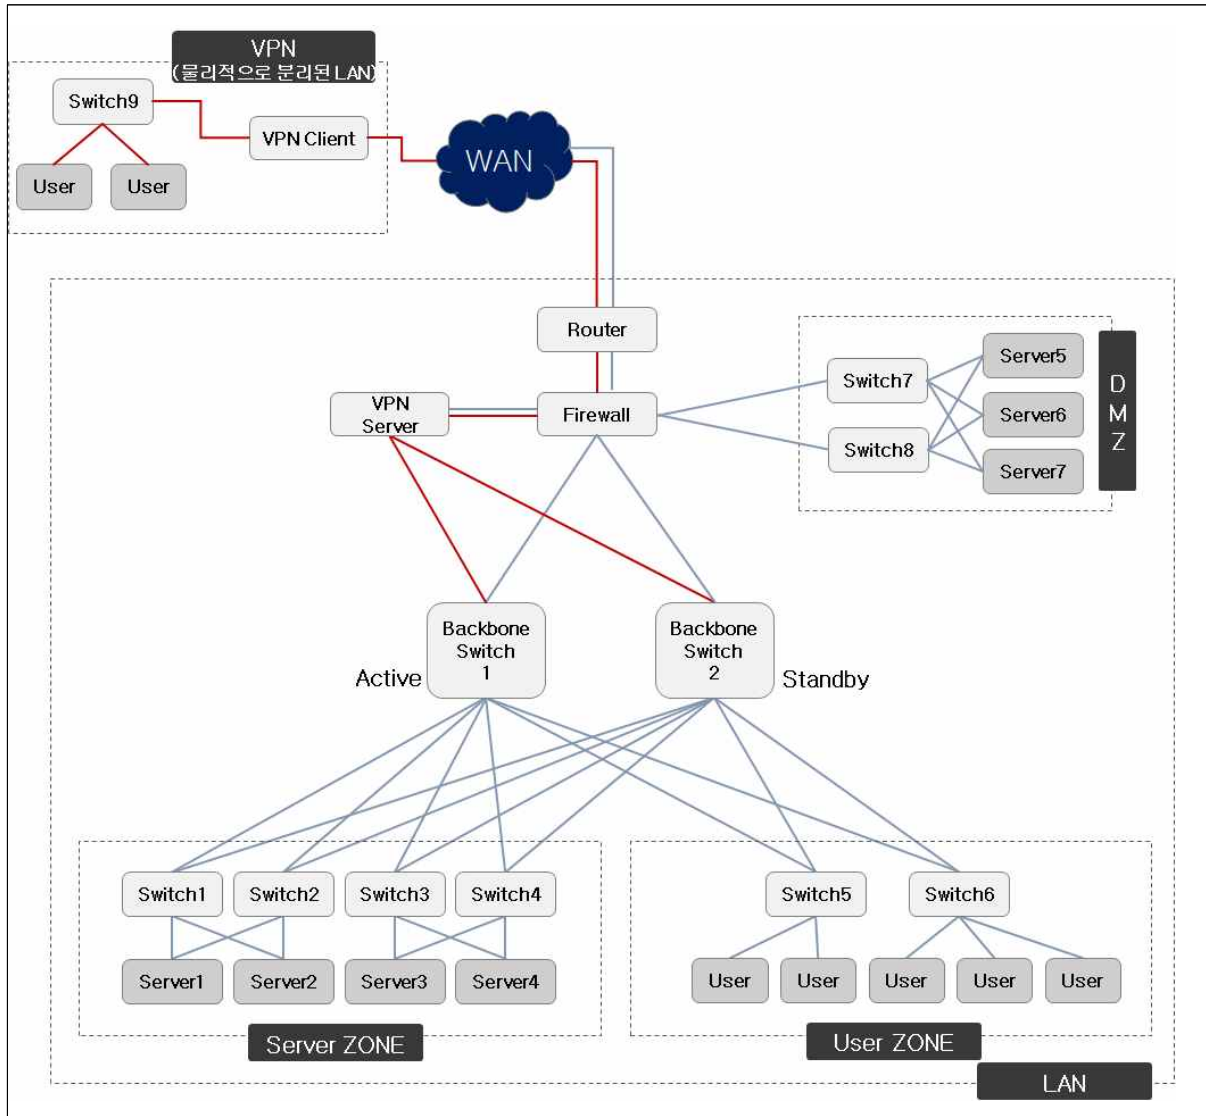 VPN
(물리적으로 분리된 LAN)
Switch9
VPN Client
User
User
WAN
Router
VPN
Server
Firewall
Switch7
Switch8
Server5
Server6
Server7
D
M
Z
Backbone
Switch
1
Active
Backbone
Switch
2
Standby
Switch1
Switch2
Switch3
Switch4
Server1
Server2
Server3
Server4
Server ZONE
Switch5
Switch6
User
User
User
User
User
User ZONE
LAN